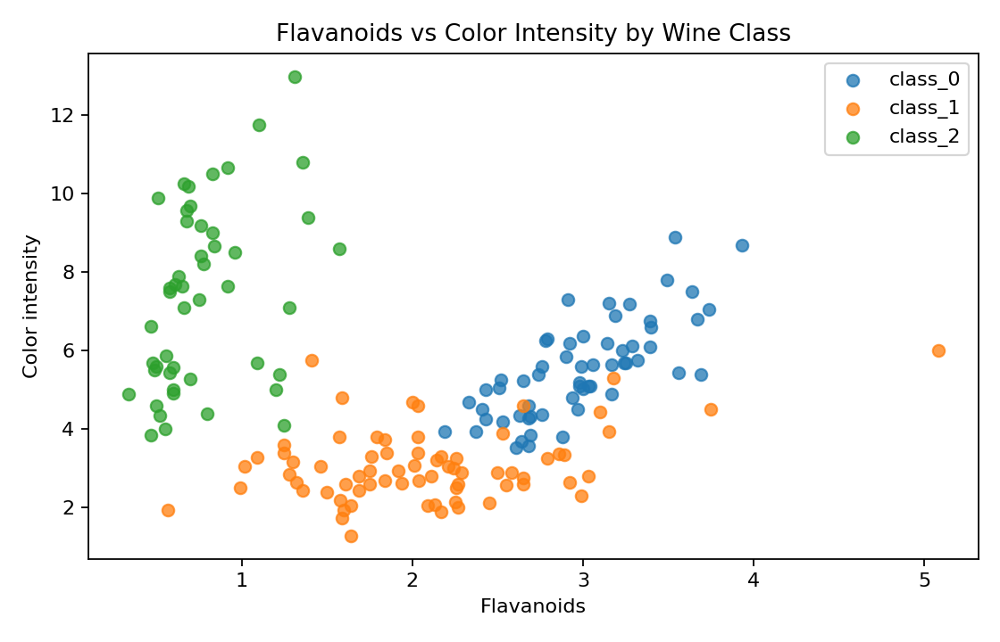 Flavanoids vs Color Intensity by Wine Class
class_0
class_1
class_2
Color intensity
12
10
8
6
4
2
1
2
3
4
5
Flavanoids